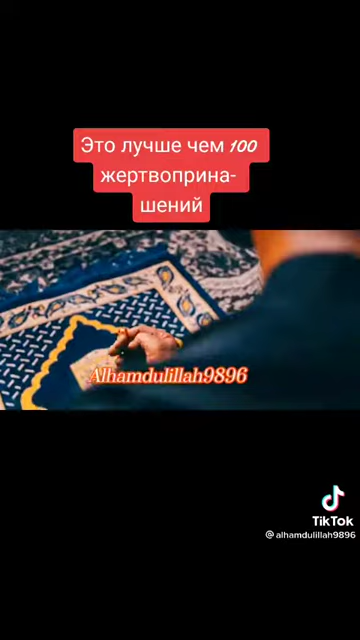 Это лучше чем 100
жертвоприна-
шений
Alhamdulillah9896
TikTok
@alhamdulillah9896